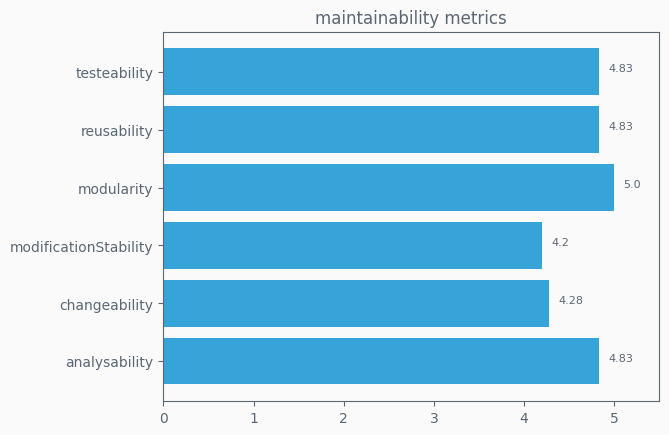 maintainability metrics
testeability
4.83
reusability
4.83
modularity
5.0
modificationStability
4.2
changeability
4.28
analysability
4.83
0 1 2 3 4 5